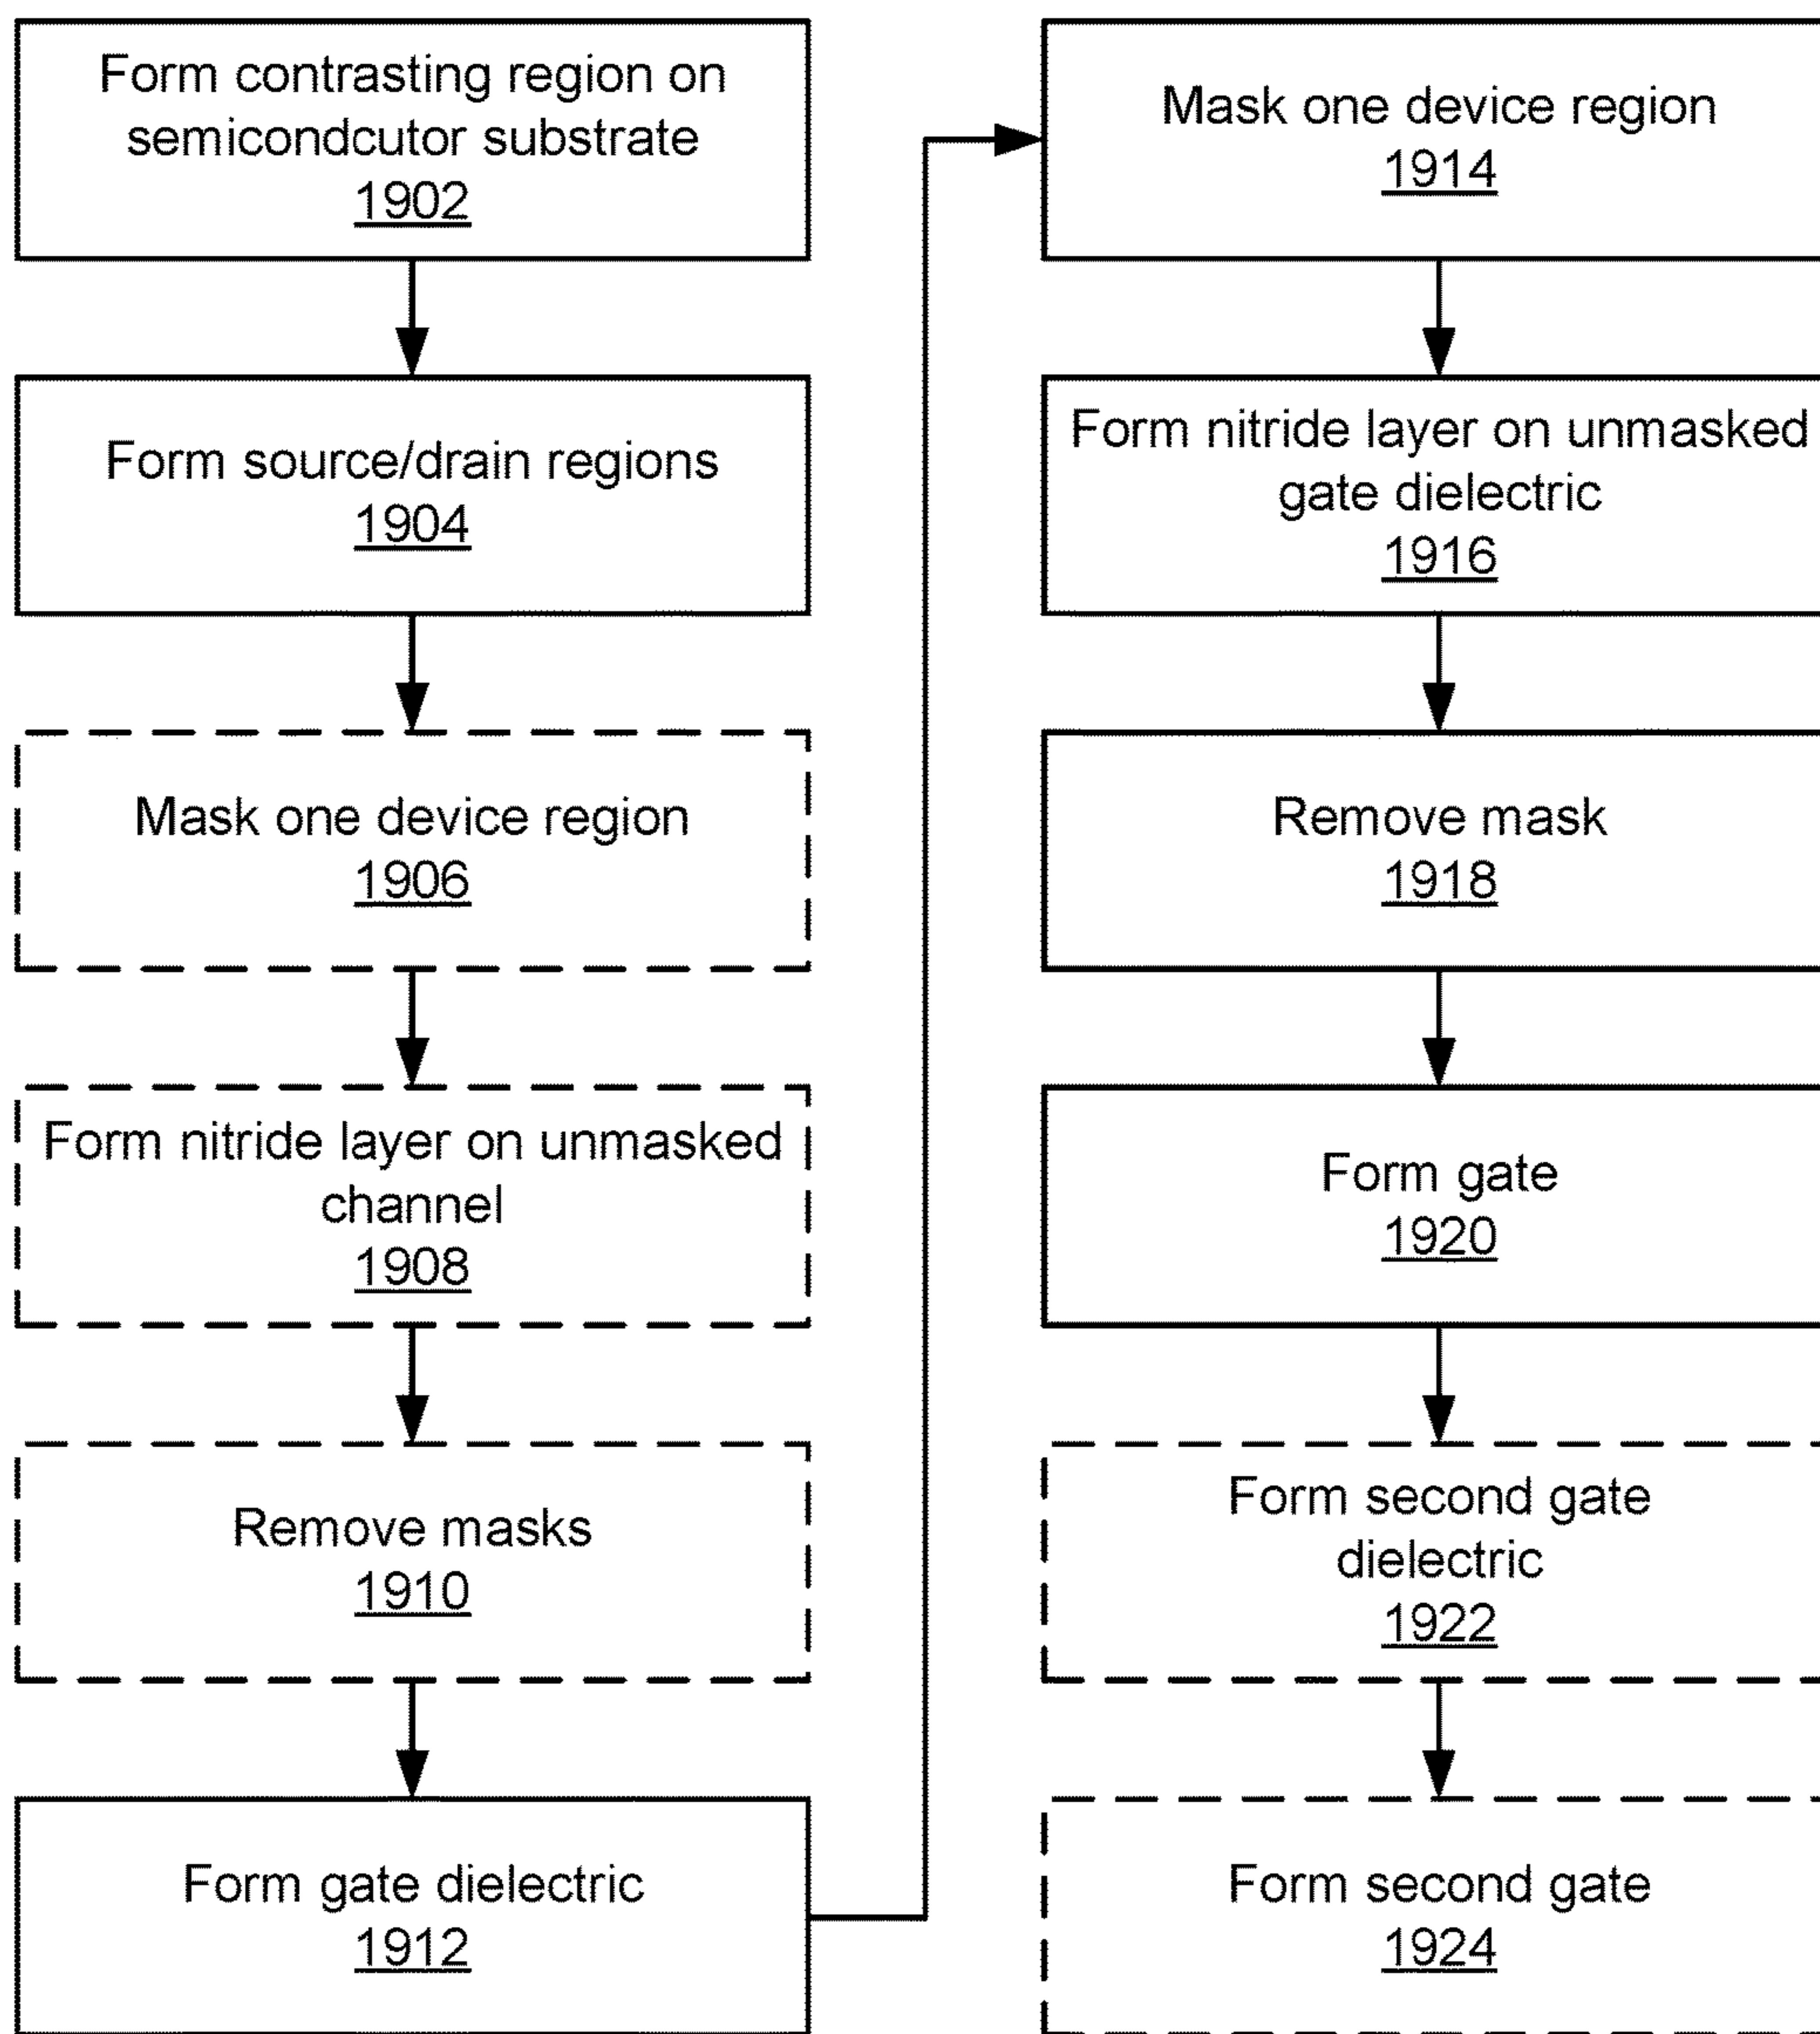 Form contrasting region on
semicondcutor substrate
1902
Form source/drain regions
1904
Mask one device region
1906
Form nitride layer on unmasked
channel
1908
Remove masks
1910
Form gate dielectric
1912
Mask one device region
1914
Form nitride layer on unmasked
gate dielectric
1916
Remove mask
1918
Form gate
1920
Form second gate
dielectric
1922
Form second gate
1924